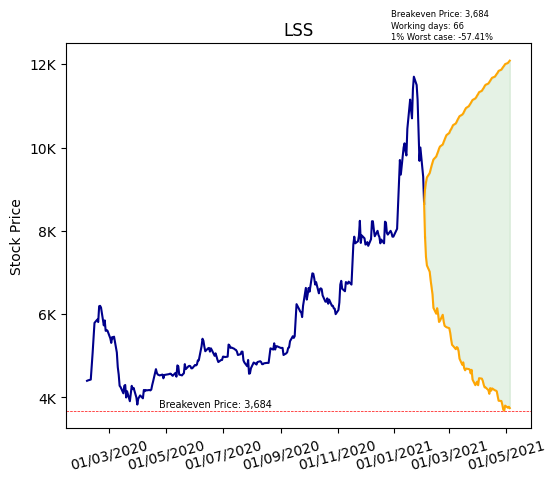 Breakeven Price: 3,684
Working days: 66
1% Worst case: -57.41%
LSS
12K
10K
8K
6K
4K
Stock Price
Breakeven Price: 3,684
01/03/2020
01/05/2020
01/07/2020
01/09/2020
01/11/2020
01/01/2021
01/03/2021
01/05/2021